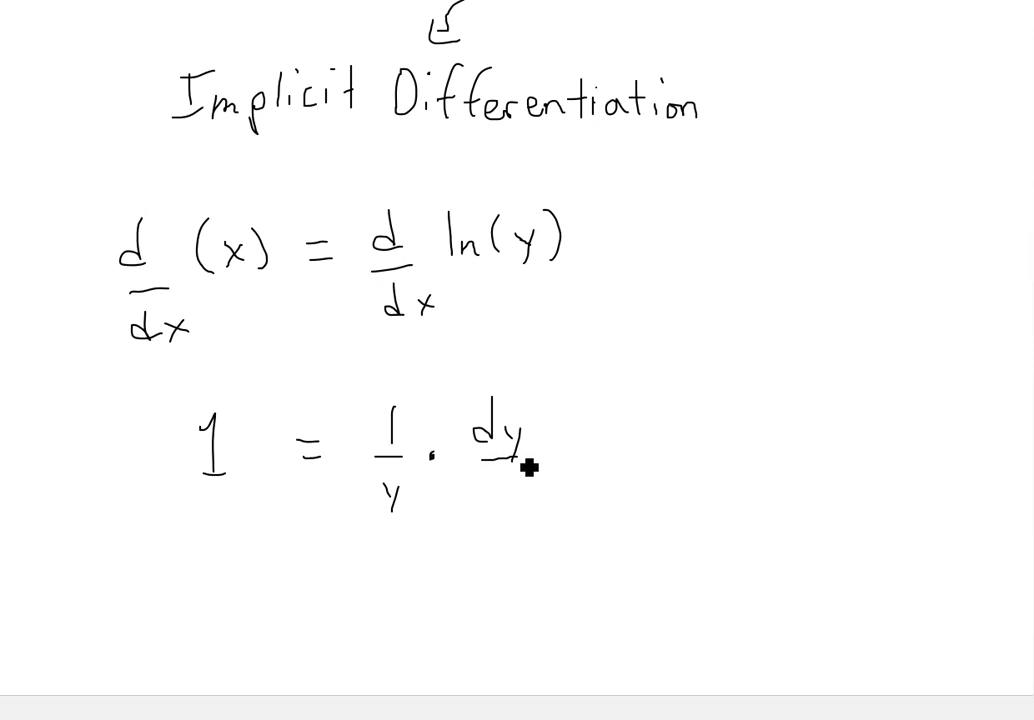 Implicit Differentiation
d/dx (x) = d/dx ln(y)
1 = 1/y · dy